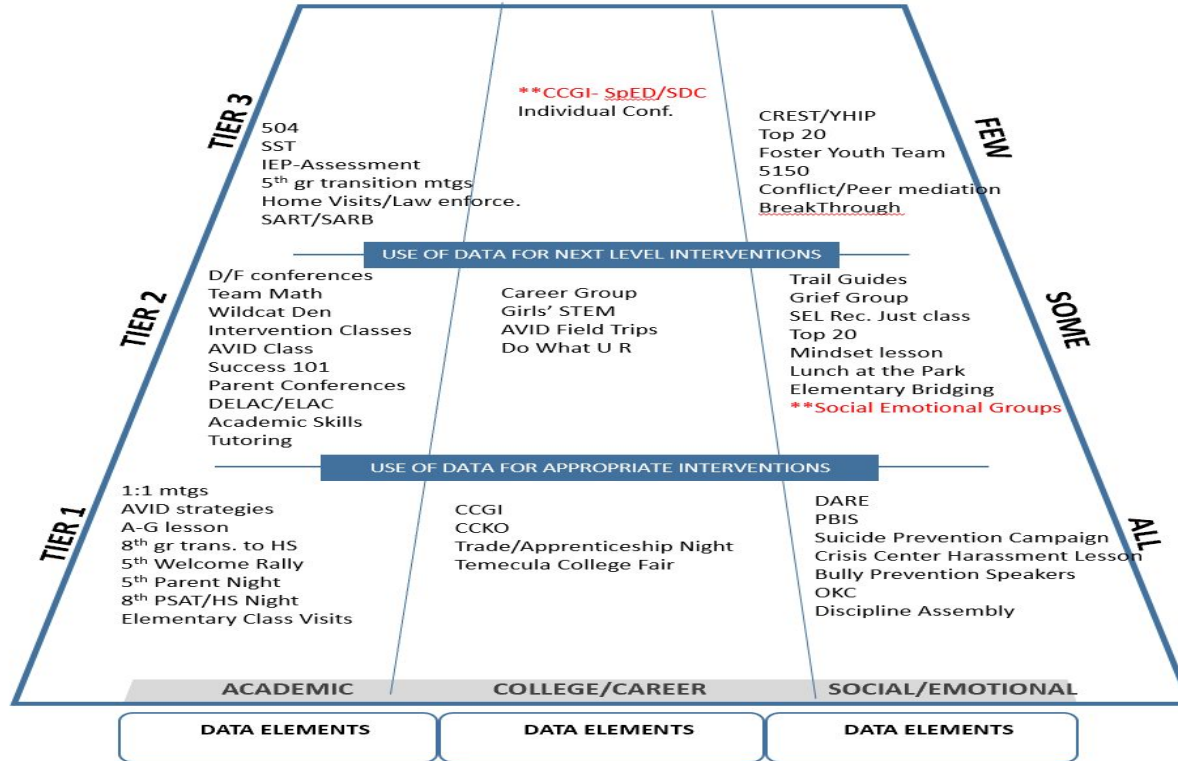 TIER 3
504
SST
IEP-Assessment
5th gr transition mtgs
Home Visits/Law enforce.
SART/SARB
**CCGI- SpED/SDC
Individual Conf.
CREST/YHIP
Top 20
Foster Youth Team
5150
Conflict/Peer mediation
BreakThrough
FEW
USE OF DATA FOR NEXT LEVEL INTERVENTIONS
TIER 2
D/F conferences
Team Math
Wildcat Den
Intervention Classes
AVID Class
Success 101
Parent Conferences
DELAC/ELAC
Academic Skills
Tutoring
Career Group
Girls’ STEM
AVID Field Trips
Do What U R
Trail Guides
Grief Group
SEL Rec. Just class
Top 20
Mindset lesson
Lunch at the Park
Elementary Bridging
**Social Emotional Groups
SOME
USE OF DATA FOR APPROPRIATE INTERVENTIONS
TIER 1
1:1 mtgs
AVID strategies
A-G lesson
8th gr trans. to HS
5th Welcome Rally
5th Parent Night
8th PSAT/HS Night
Elementary Class Visits
CCGI
CCKO
Trade/Apprenticeship Night
Temecula College Fair
DARE
PBIS
Suicide Prevention Campaign
Crisis Center Harassment Lesson
Bully Prevention Speakers
OKC
Discipline Assembly
ALL
ACADEMIC
COLLEGE/CAREER
SOCIAL/EMOTIONAL
DATA ELEMENTS
DATA ELEMENTS
DATA ELEMENTS